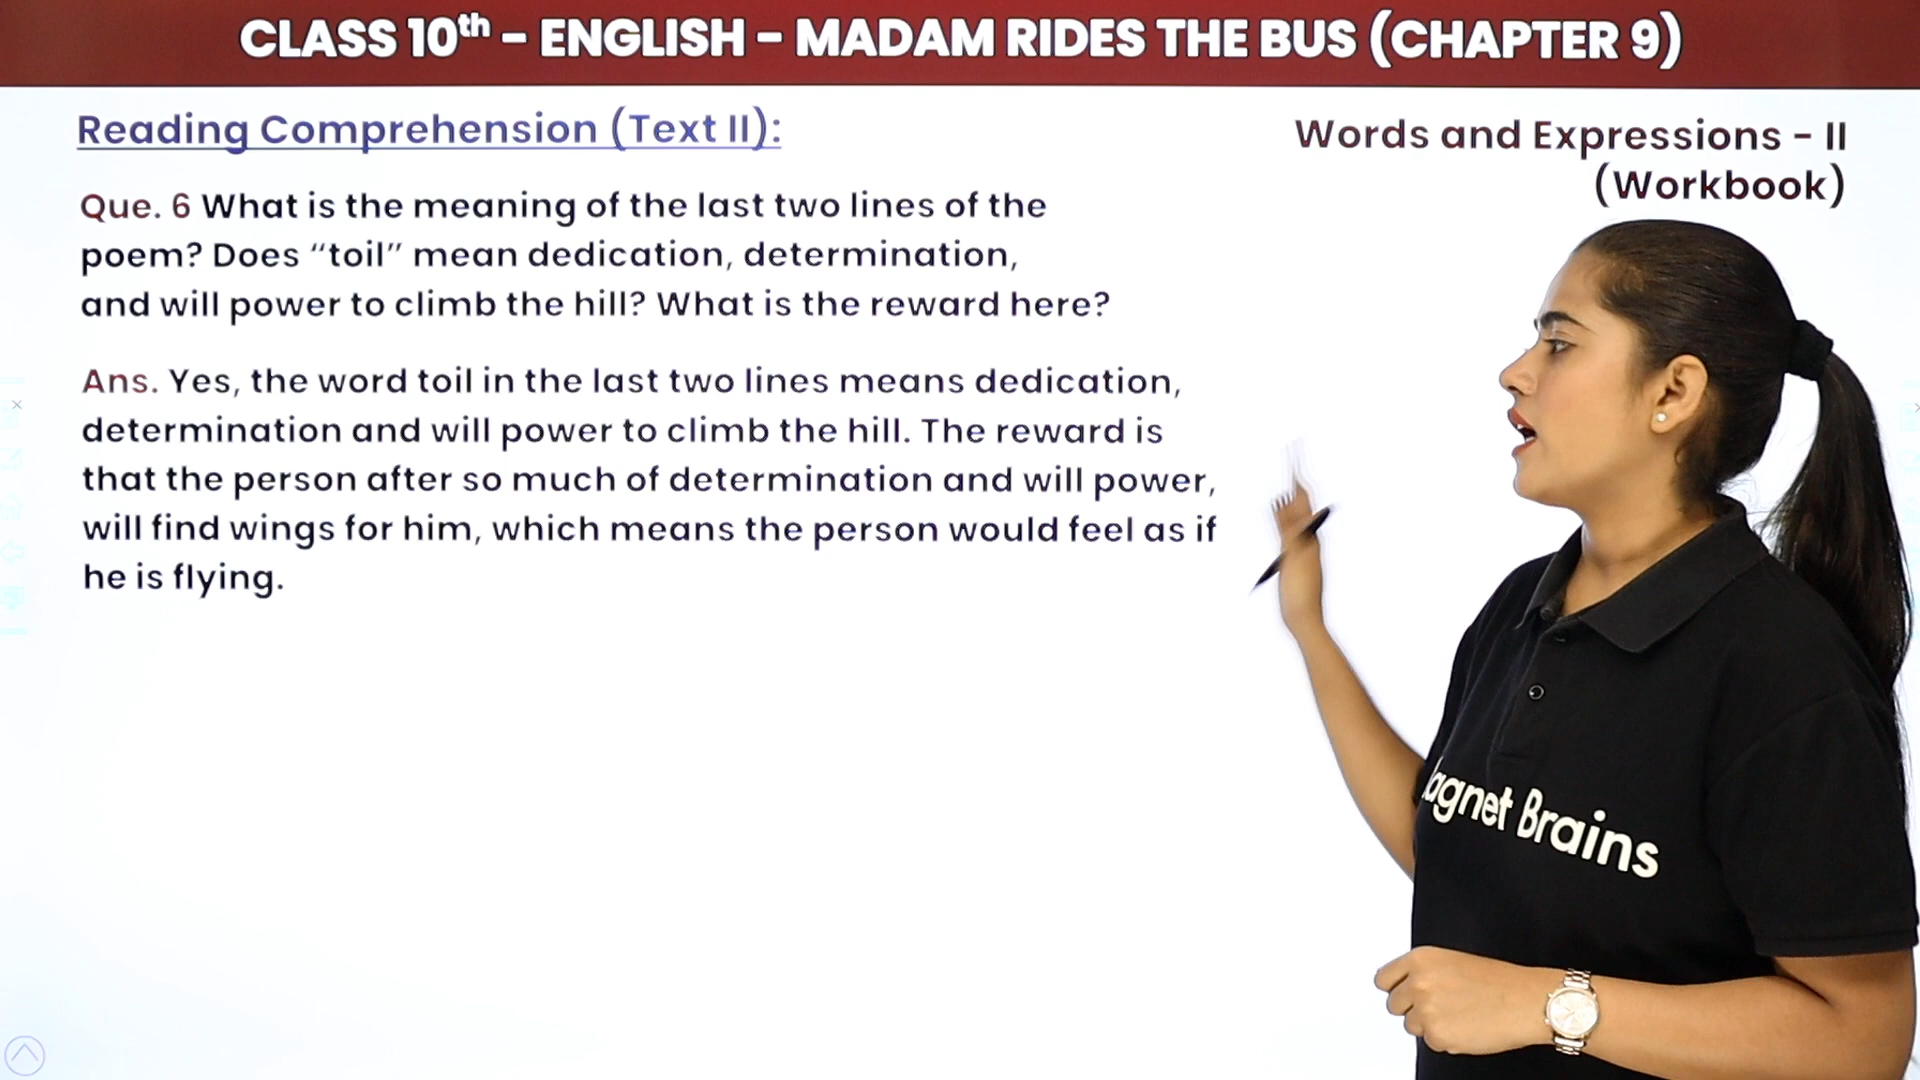 CLASS 10th - ENGLISH - MADAM RIDES THE BUS (CHAPTER 9)
Reading Comprehension (Text II):
Words and Expressions - II
(Workbook)
Que. 6 What is the meaning of the last two lines of the
poem? Does “toil” mean dedication, determination,
and will power to climb the hill? What is the reward here?
Ans. Yes, the word toil in the last two lines means dedication,
determination and will power to climb the hill. The reward is
that the person after so much of determination and will power,
will find wings for him, which means the person would feel as if
he is flying.
agnet Brains